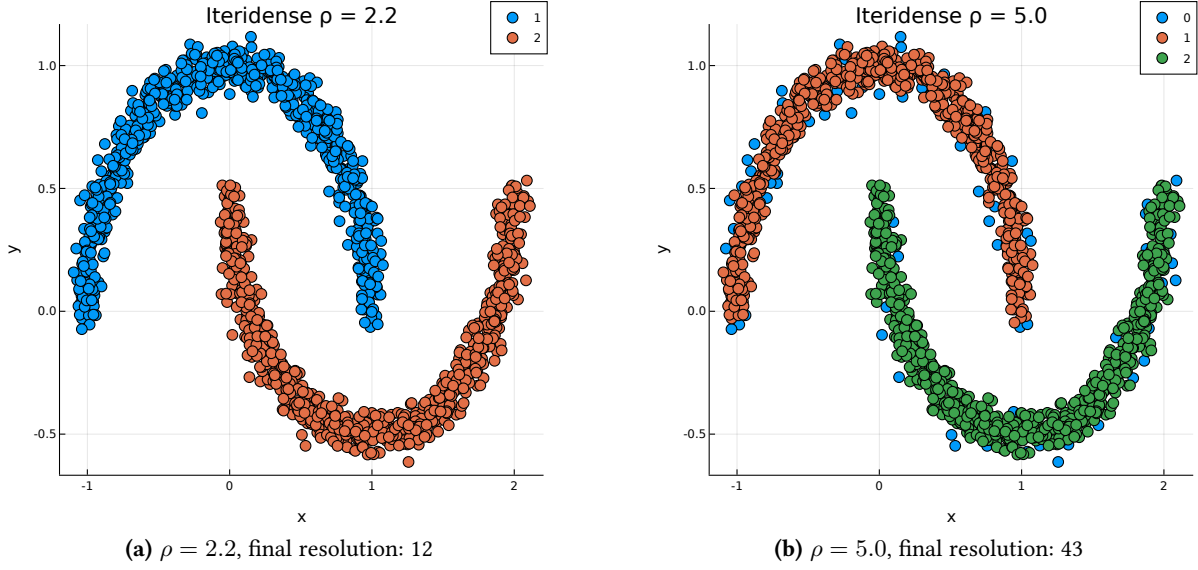 Iteridense ρ = 2.2
1
2
1.0
0.5
0.0
-0.5
y
-1
0
1
2
x
(a) ρ = 2.2, final resolution: 12
Iteridense ρ = 5.0
0
1
2
1.0
0.5
0.0
-0.5
y
-1
0
1
2
x
(b) ρ = 5.0, final resolution: 43